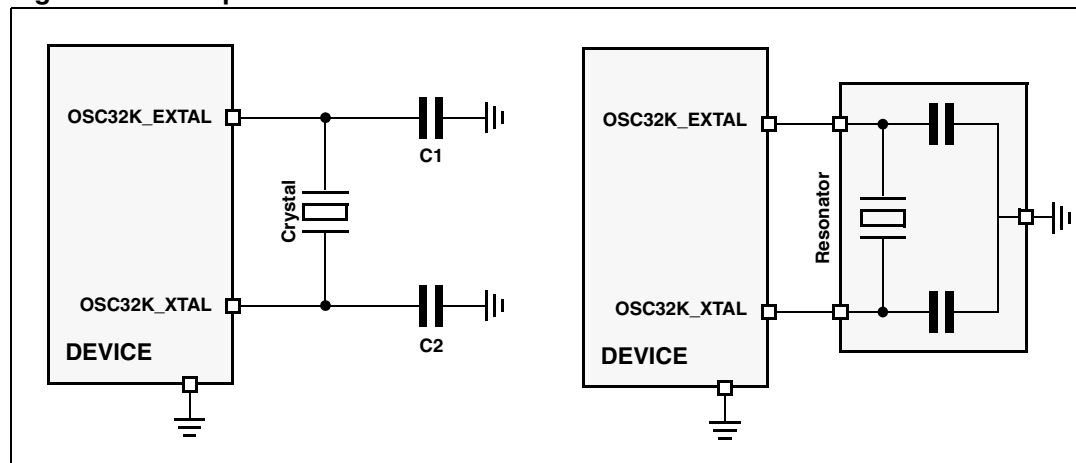 OSC32K_EXTAL
C1
Crystal
OSC32K_XTAL
C2
DEVICE
OSC32K_EXTAL
Resonator
OSC32K_XTAL
DEVICE